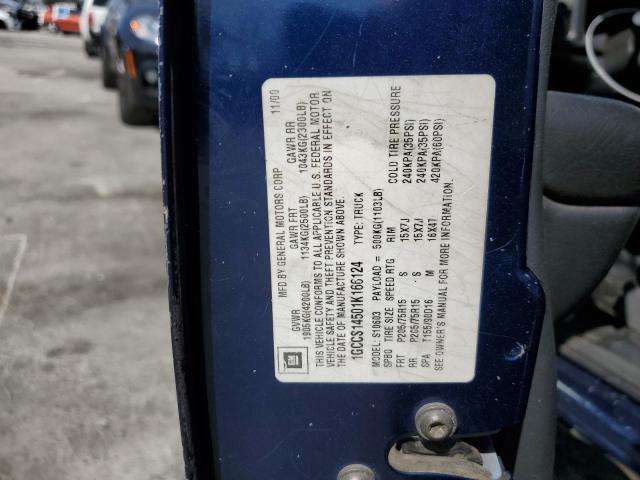 MFD BY GENERAL MOTORS CORP 11/00
GVWR GAWR FRT GAWR RR
1905KG(4200LB) 1134KG(2500LB) 1043KG(2300LB)
THIS VEHICLE CONFORMS TO ALL APPLICABLE U.S. FEDERAL MOTOR
VEHICLE SAFETY AND THEFT PREVENTION STANDARDS IN EFFECT ON
THE DATE OF MANUFACTURE SHOWN ABOVE.
1GCCS14501K166124 TYPE: TRUCK
MODEL: S10603 PAYLOAD = 500KG(1103LB)
SPBO TIRE SIZE SPEED RTG RIM COLD TIRE PRESSURE
FRT P205/75R15 S 15X7J 240KPA(35PSI)
RR P205/75R15 S 15X7J 240KPA(35PSI)
SPA T155/90D16 M 16X4T 420KPA(60PSI)
SEE OWNER'S MANUAL FOR MORE INFORMATION.
GM